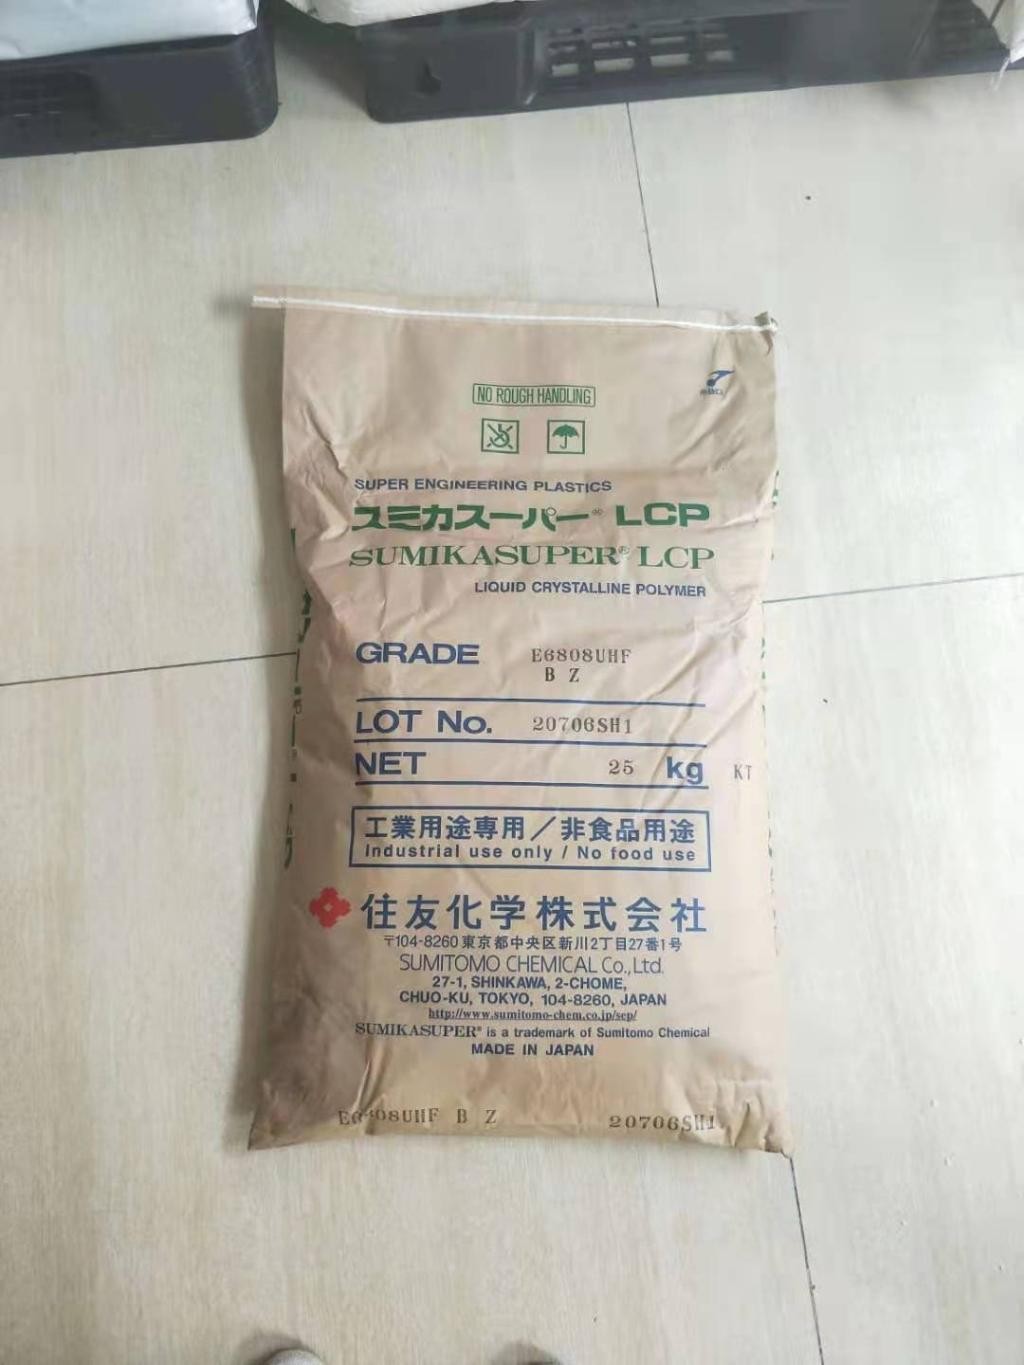 NO ROUGH HANDLING
SUPER ENGINEERING PLASTICS
スミカスーパー® LCP
SUMIKASUPER® LCP
LIQUID CRYSTALLINE POLYMER
GRADE E6808UHF
B Z
LOT No. 20706SH1
NET 25 kg KT
工業用途専用／非食品用途
Industrial use only / No food use
住友化学株式会社
〒104-8260 東京都中央区新川2丁目27番1号
SUMITOMO CHEMICAL Co.,Ltd.
27-1, SHINKAWA, 2-CHOME,
CHUO-KU, TOKYO, 104-8260, JAPAN
http://www.sumitomo-chem.co.jp/sep/
SUMIKASUPER® is a trademark of Sumitomo Chemical
MADE IN JAPAN
E6808UHF B Z 20706SH1